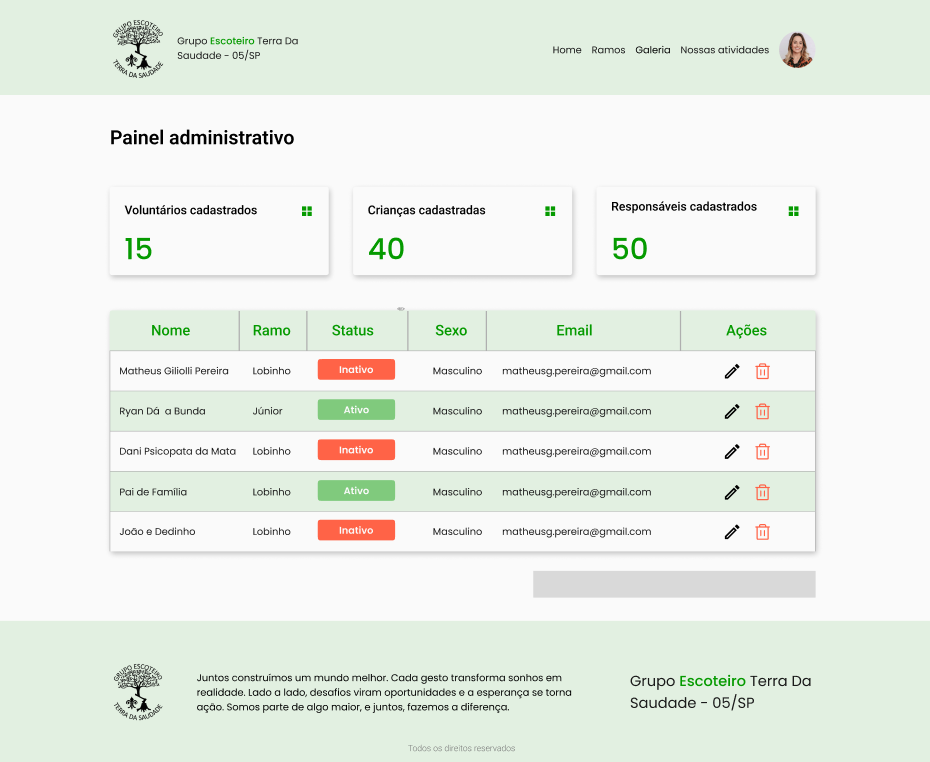 GRUPO ESCOTEIRO
TERRA DA SAUDADE
Grupo Escoteiro Terra Da
Saudade - 05/SP
Home Ramos Galeria Nossas atividades
Painel administrativo
Voluntários cadastrados
15
Crianças cadastradas
40
Responsáveis cadastrados
50
Nome Ramo Status Sexo Email Ações
Matheus Giliolli Pereira Lobinho Inativo Masculino matheusg.pereira@gmail.com
Ryan Dá a Bunda Júnior Ativo Masculino matheusg.pereira@gmail.com
Dani Psicopata da Mata Lobinho Inativo Masculino matheusg.pereira@gmail.com
Pai de Família Lobinho Ativo Masculino matheusg.pereira@gmail.com
João e Dedinho Lobinho Inativo Masculino matheusg.pereira@gmail.com
GRUPO ESCOTEIRO
TERRA DA SAUDADE
Juntos construímos um mundo melhor. Cada gesto transforma sonhos em
realidade. Lado a lado, desafios viram oportunidades e a esperança se torna
ação. Somos parte de algo maior, e juntos, fazemos a diferença.
Grupo Escoteiro Terra Da
Saudade - 05/SP
Todos os direitos reservados